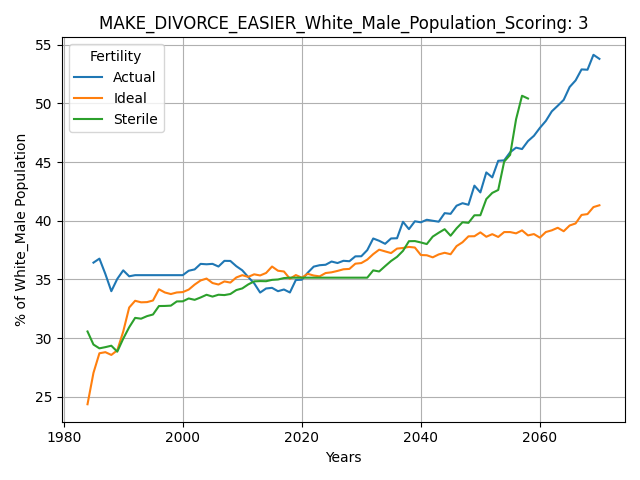 MAKE_DIVORCE_EASIER_White_Male_Population_Scoring: 3
Fertility
Actual
Ideal
Sterile
% of White_Male Population
55
50
45
40
35
30
25
1980
2000
2020
2040
2060
Years